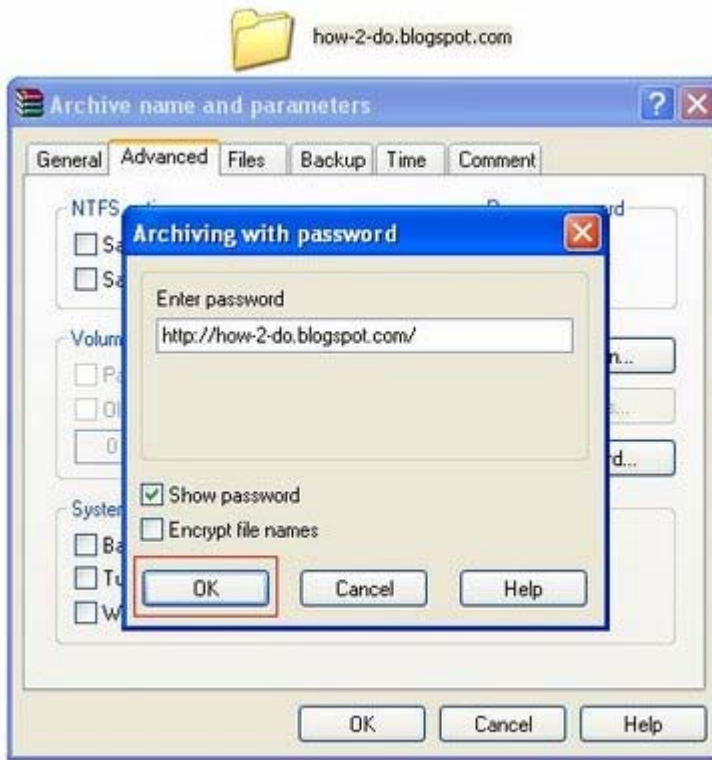 how-2-do.blogspot.com
Archive name and parameters
General Advanced Files Backup Time Comment
NTFS
Archiving with password
Enter password
http://how-2-do.blogspot.com/
Show password
Encrypt file names
OK Cancel Help
OK Cancel Help